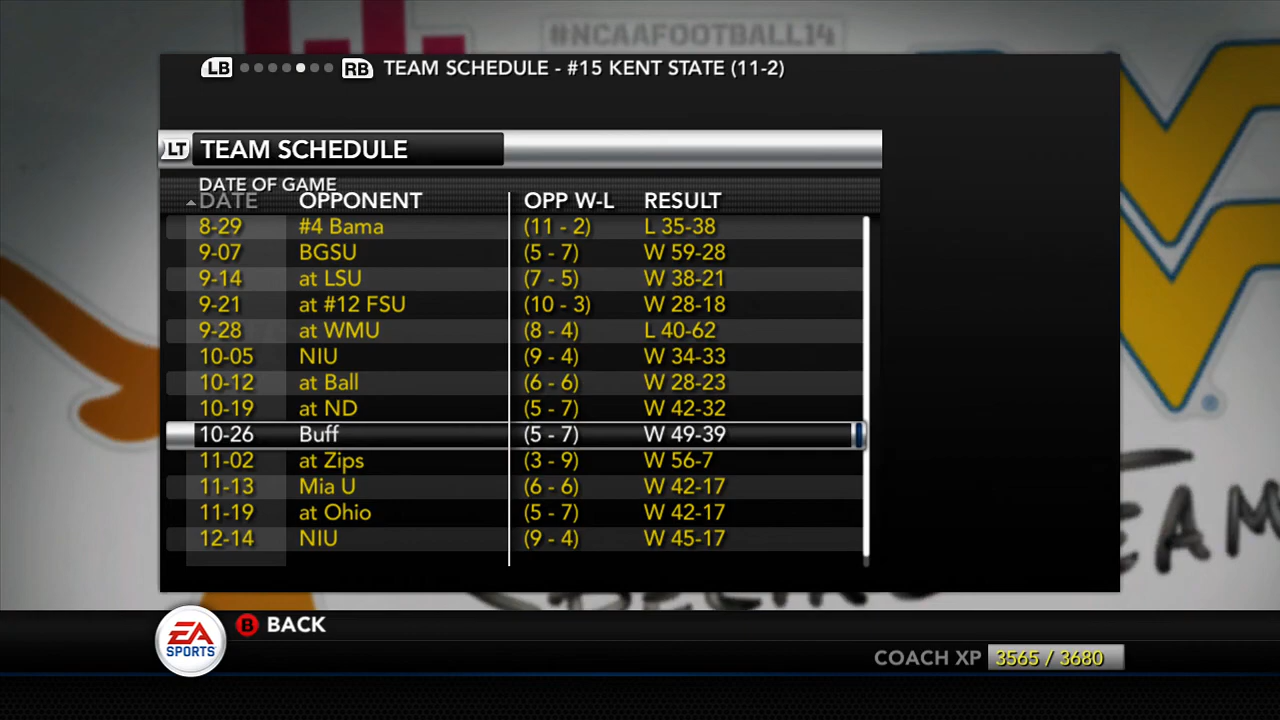 #NCAAFOOTBALL14
LB RB TEAM SCHEDULE - #15 KENT STATE (11-2)
LT TEAM SCHEDULE
DATE OF GAME
DATE OPPONENT OPP W-L RESULT
8-29 #4 Bama (11 - 2) L 35-38
9-07 BGSU (5 - 7) W 59-28
9-14 at LSU (7 - 5) W 38-21
9-21 at #12 FSU (10 - 3) W 28-18
9-28 at WMU (8 - 4) L 40-62
10-05 NIU (9 - 4) W 34-33
10-12 at Ball (6 - 6) W 28-23
10-19 at ND (5 - 7) W 42-32
10-26 Buff (5 - 7) W 49-39
11-02 at Zips (3 - 9) W 56-7
11-13 Mia U (6 - 6) W 42-17
11-19 at Ohio (5 - 7) W 42-17
12-14 NIU (9 - 4) W 45-17
EA SPORTS
B BACK
COACH XP 3565 / 3680